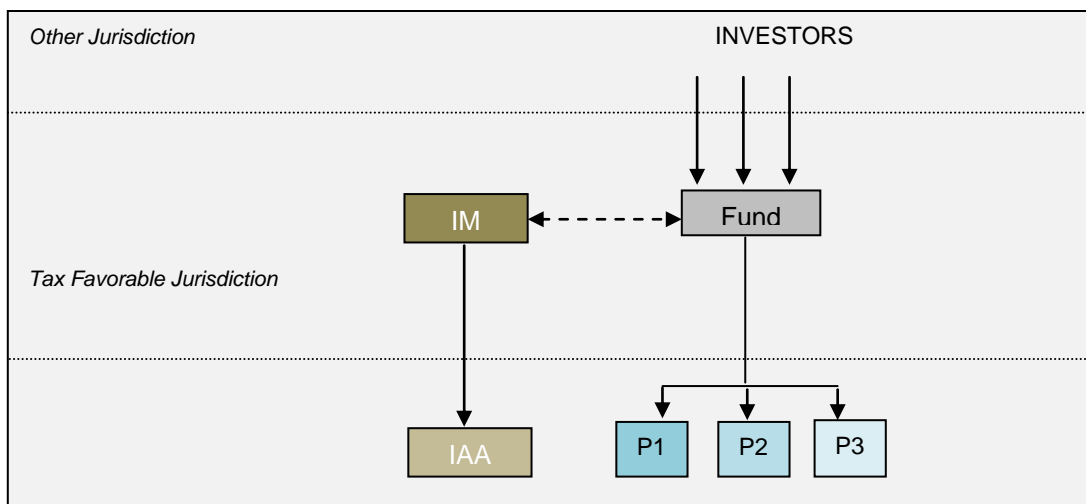 Other Jurisdiction
INVESTORS
IM
Fund
Tax Favorable Jurisdiction
IAA
P1
P2
P3